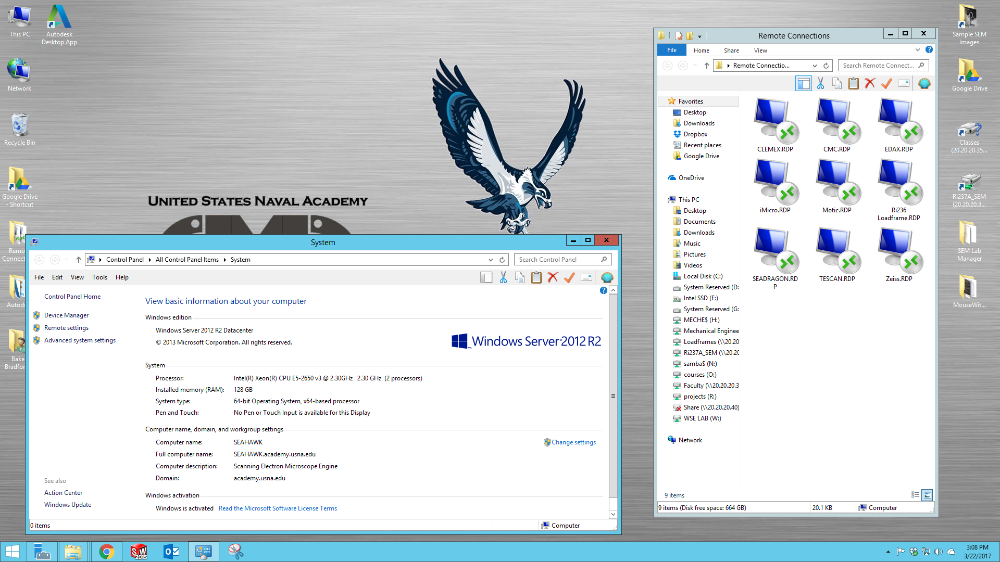 This PC
Autodesk
Desktop App
Network
Recycle Bin
Google Drive
- Shortcut
Remo
Connect
Autod
Bake
Bradfor
UNITED STATES NAVAL ACADEMY
Sample SEM
Images
Google Drive
Classes
(20.20.20.35...
Ri237A_SEM
(20.20.20.3...
SEM Lab
Manager
MouseWit...
System
Control Panel
All Control Panel Items
System
Search Control Panel
File Edit View Tools Help
Control Panel Home
Device Manager
Remote settings
Advanced system settings
See also
Action Center
Windows Update
View basic information about your computer
Windows edition
Windows Server 2012 R2 Datacenter
© 2013 Microsoft Corporation. All rights reserved.
Windows Server 2012 R2
System
Processor: Intel(R) Xeon(R) CPU E5-2650 v3 @ 2.30GHz 2.30 GHz (2 processors)
Installed memory (RAM): 128 GB
System type: 64-bit Operating System, x64-based processor
Pen and Touch: No Pen or Touch Input is available for this Display
Computer name, domain, and workgroup settings
Computer name: SEAHAWK
Change settings
Full computer name: SEAHAWK.academy.usna.edu
Computer description: Scanning Electron Microscope Engine
Domain: academy.usna.edu
Windows activation
Windows is activated Read the Microsoft Software License Terms
0 items
Computer
Remote Connections
File Home Share View
Remote Connectio...
Search Remote Connect...
Favorites
Desktop
Downloads
Dropbox
Recent places
Google Drive
OneDrive
This PC
Desktop
Documents
Downloads
Music
Pictures
Videos
Local Disk (C:)
System Reserved (D:
Intel SSD (E:)
System Reserved (G:
MECHE$ (H:)
Mechanical Enginee
Loadframes (\\20.20
Ri237A_SEM (\\20.20
samba$ (N:)
courses (O:)
Faculty (\\20.20.20.3
projects (R:)
Share (\\20.20.20.40)
WSE LAB (W:)
Network
CLEMEX.RDP
CMC.RDP
EDAX.RDP
iMicro.RDP
Motic.RDP
Ri236
Loadframe.RDP
SEADRAGON.RD
P
TESCAN.RDP
Zeiss.RDP
9 items
9 items (Disk free space: 664 GB)
20.1 KB
Computer
SW
2015
3:08 PM
3/22/2017